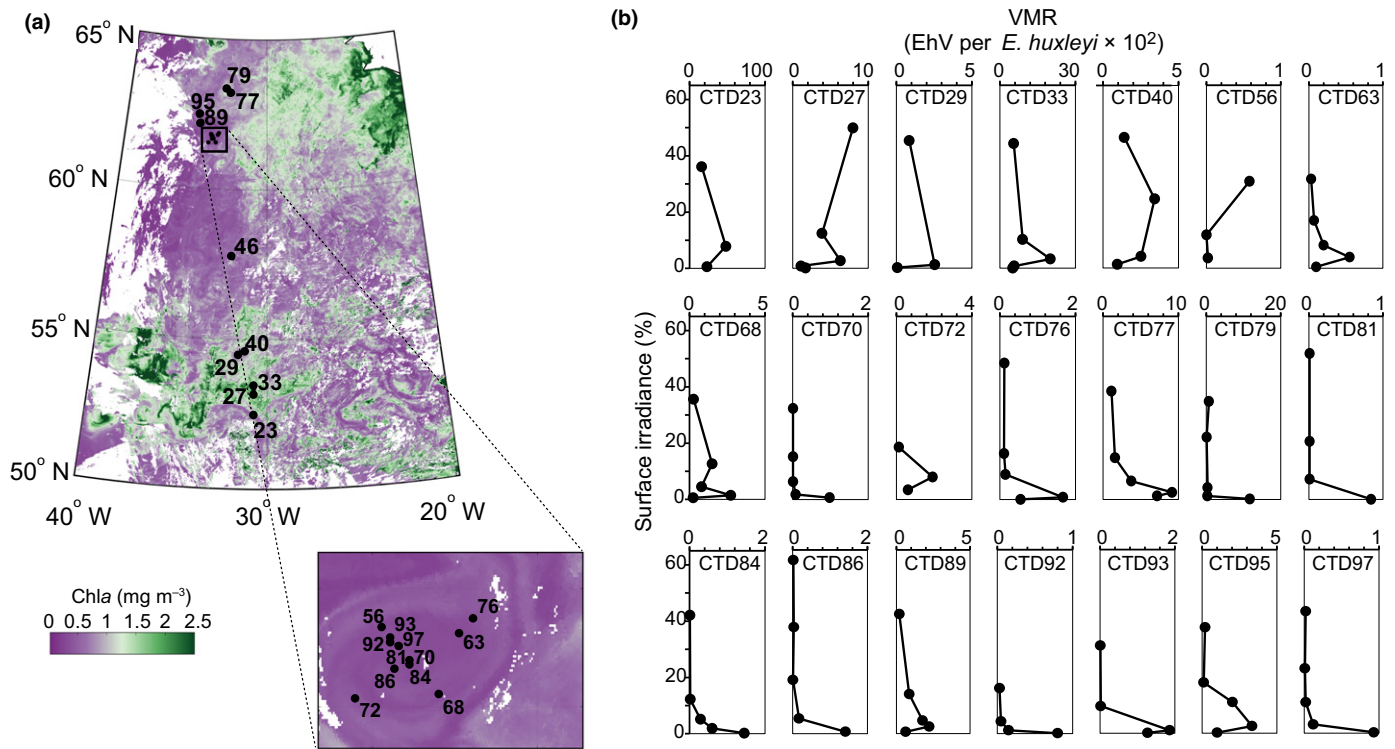 (a)
65° N
60° N
55° N
50° N
40° W
30° W
20° W
79
77
95
89
46
40
29
33
27
23
Chla (mg m⁻³)
0 0.5 1 1.5 2 2.5
56
93
76
92
97
63
81
70
86
84
72
68
(b)
VMR
(EhV per E. huxleyi × 10²)
Surface irradiance (%)
0 100 0 10 0 5 0 30 0 5 0 1 0 1
60 CTD23 CTD27 CTD29 CTD33 CTD40 CTD56 CTD63
40
20
0
0 5 0 2 0 4 0 2 0 10 0 20 0 1
60 CTD68 CTD70 CTD72 CTD76 CTD77 CTD79 CTD81
40
20
0
0 2 0 2 0 5 0 1 0 2 0 5 0 1
60 CTD84 CTD86 CTD89 CTD92 CTD93 CTD95 CTD97
40
20
0